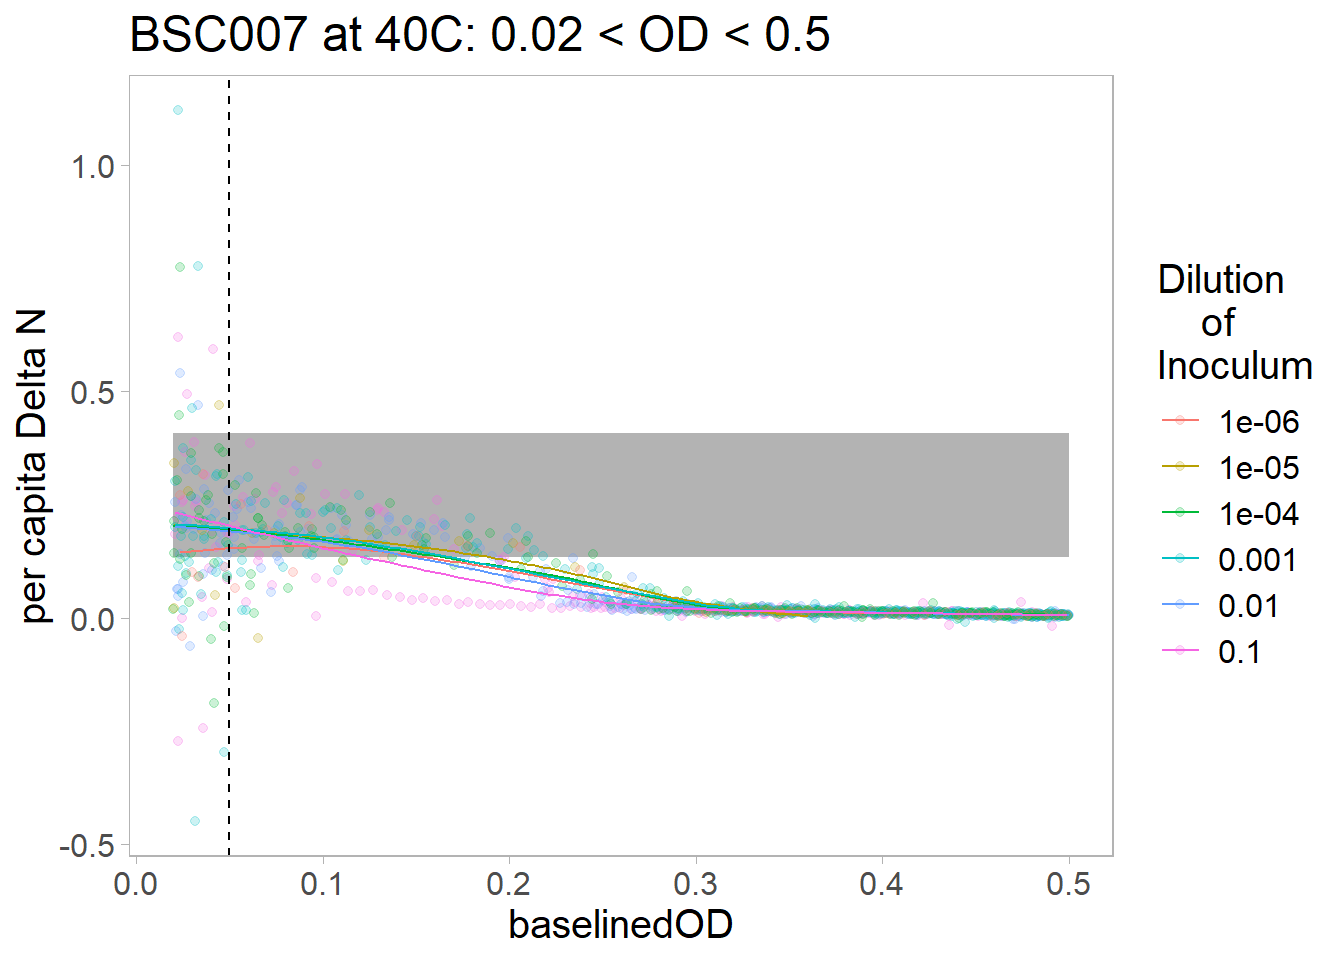 BSC007 at 40C: 0.02 < OD < 0.5
per capita Delta N
1.0
0.5
0.0
-0.5
0.0 0.1 0.2 0.3 0.4 0.5
baselinedOD
Dilution
of
Inoculum
1e-06
1e-05
1e-04
0.001
0.01
0.1